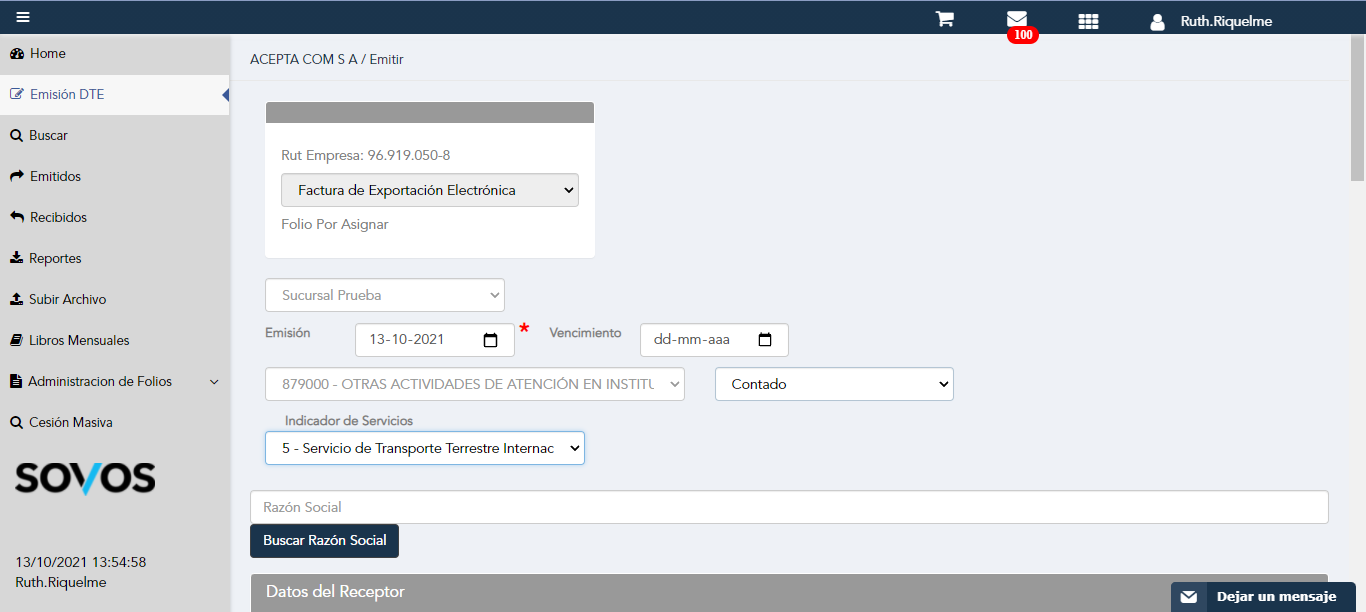 Ruth.Riquelme
100
Home
Emisión DTE
Buscar
Emitidos
Recibidos
Reportes
Subir Archivo
Libros Mensuales
Administracion de Folios
Cesión Masiva
SOVOS
13/10/2021 13:54:58
Ruth.Riquelme
ACEPTA COM S A / Emitir
Rut Empresa: 96.919.050-8
Factura de Exportación Electrónica
Folio Por Asignar
Sucursal Prueba
Emisión 13-10-2021 * Vencimiento dd-mm-aaa
879000 - OTRAS ACTIVIDADES DE ATENCIÓN EN INSTITU Contado
Indicador de Servicios
5 - Servicio de Transporte Terrestre Internac
Razón Social
Buscar Razón Social
Datos del Receptor
Dejar un mensaje